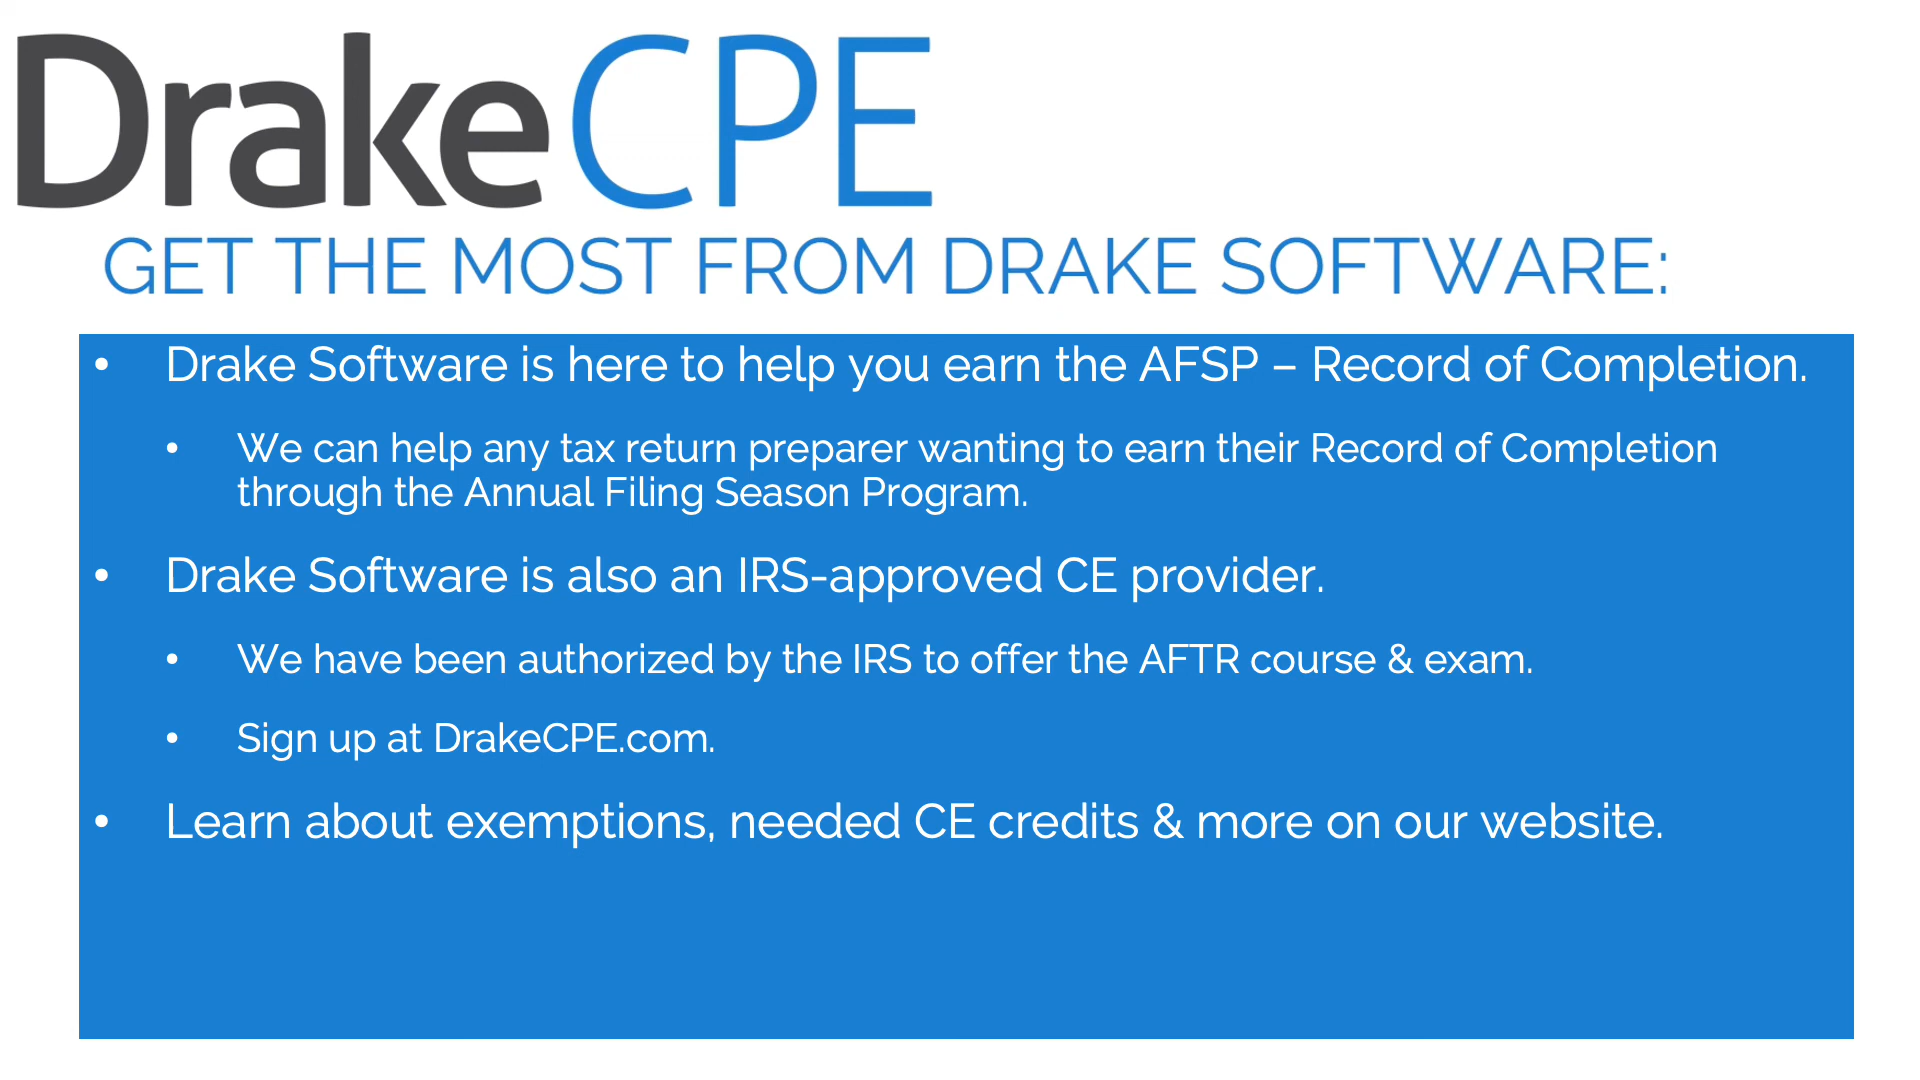 DrakeCPE
GET THE MOST FROM DRAKE SOFTWARE:
• Drake Software is here to help you earn the AFSP – Record of Completion.
• We can help any tax return preparer wanting to earn their Record of Completion
through the Annual Filing Season Program.
• Drake Software is also an IRS-approved CE provider.
• We have been authorized by the IRS to offer the AFTR course & exam.
• Sign up at DrakeCPE.com.
• Learn about exemptions, needed CE credits & more on our website.